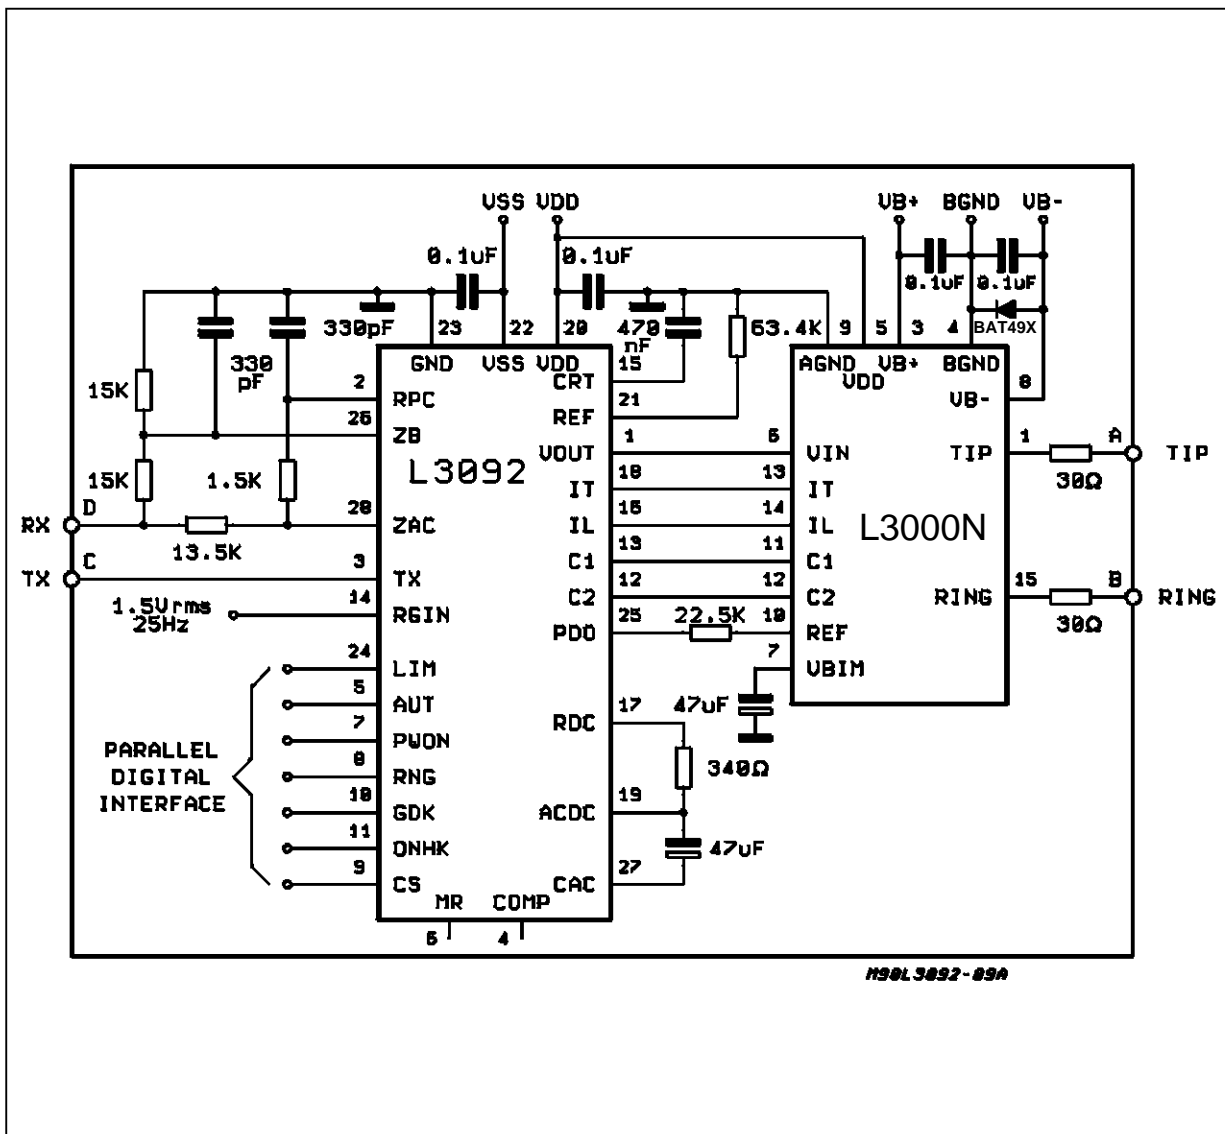 VSS VDD VB+ BGND VB-
0.1uF 0.1uF 0.1uF 0.1uF
330pF 23 22 20 470 nF 63.4K 9 5 3 4 BAT49X
GND VSS VDD 15 AGND VDD VB+ BGND 8
330 pF
15K 2 RPC CRT VB-
21 REF
26 ZB 1 VOUT 6 VIN 1 TIP A TIP
L3092 30Ω
15K 1.5K 18 IT 13 IT
D 28 ZAC 16 IL 14 IL L3000N
RX 13.5K
C 3 TX 13 C1 11 C1
TX
1.5Vrms 14 RGIN 12 C2 12 C2 RING 15 B RING
25Hz 30Ω
25 PDO 22.5K 10 REF
24 LIM 7 VBIM
5 AUT 47uF
7 PWON 17 RDC
PARALLEL
DIGITAL
INTERFACE
8 RNG 340Ω
10 GDK 19 ACDC
11 ONHK 47uF
9 CS 27 CAC
MR COMP
6 4
M90L3092-09A